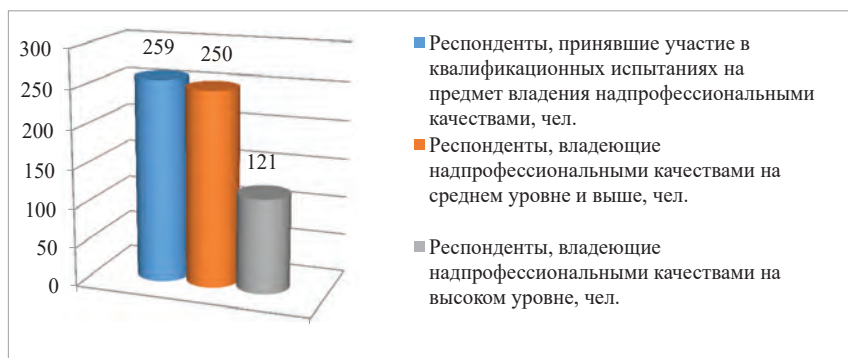 300
250
200
150
100
50
0
259
250
121
Респонденты, принявшие участие в
квалификационных испытаниях на
предмет владения надпрофессиональными
качествами, чел.
Респонденты, владеющие
надпрофессиональными качествами на
среднем уровне и выше, чел.
Респонденты, владеющие
надпрофессиональными качествами на
высоком уровне, чел.